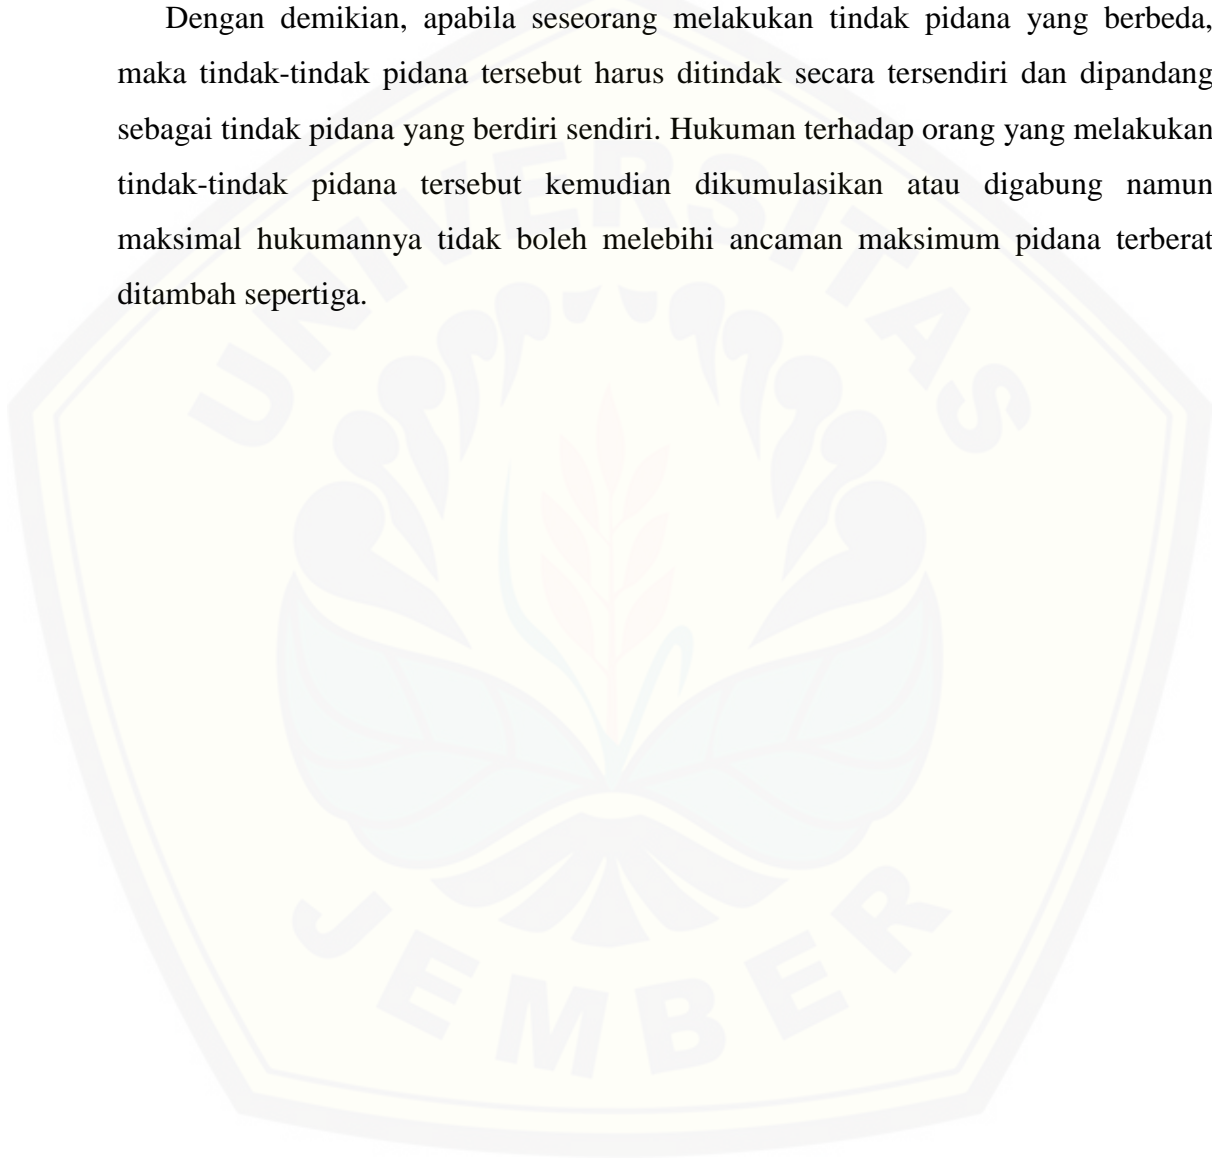 Dengan demikian, apabila seseorang melakukan tindak pidana yang berbeda,
maka tindak-tindak pidana tersebut harus ditindak secara tersendiri dan dipandang
sebagai tindak pidana yang berdiri sendiri. Hukuman terhadap orang yang melakukan
tindak-tindak pidana tersebut kemudian dikumulasikan atau digabung namun
maksimal hukumannya tidak boleh melebihi ancaman maksimum pidana terberat
ditambah sepertiga.
UNIVERSITAS
JEMBER